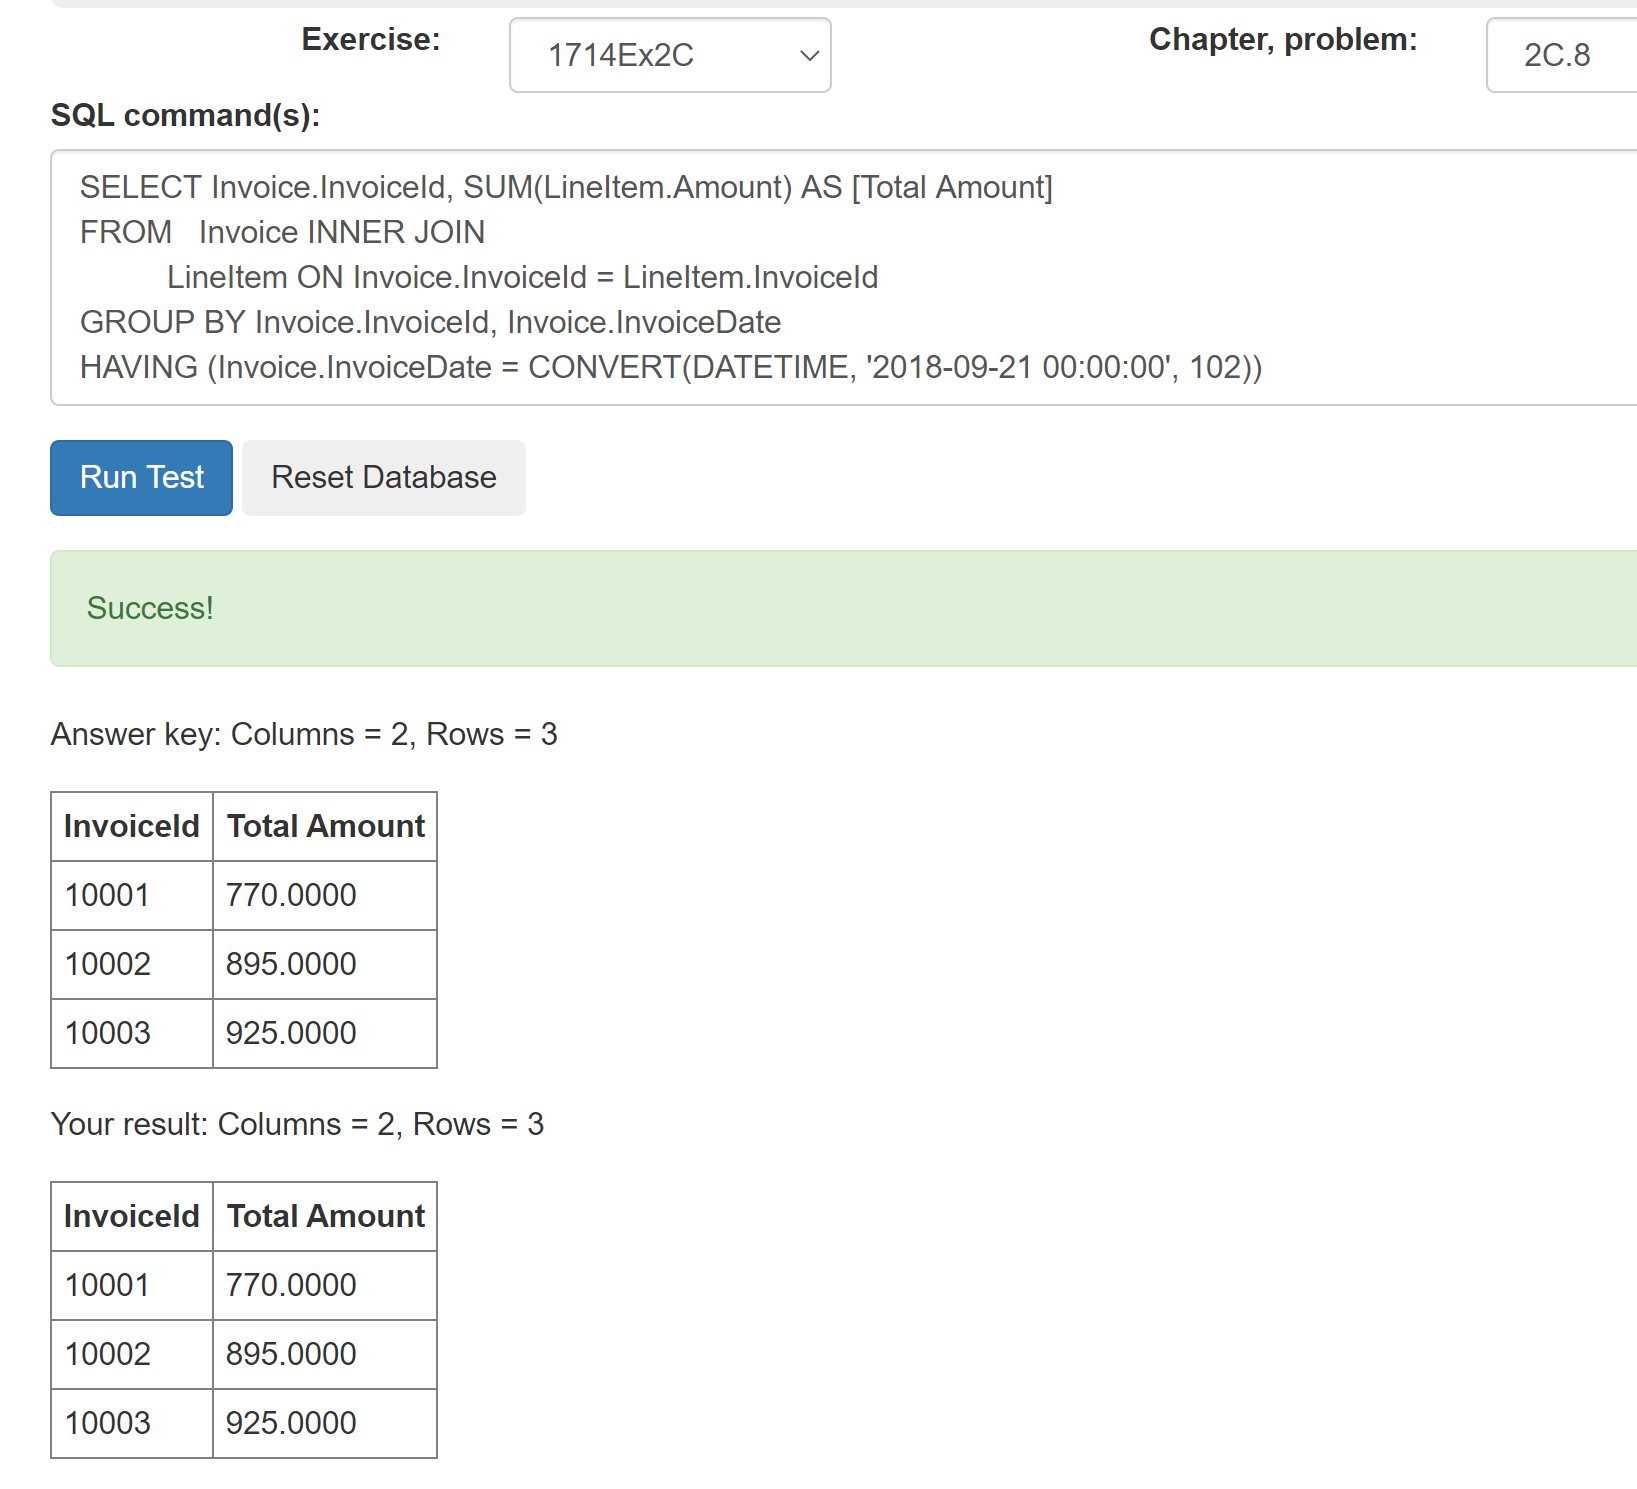 Exercise: 1714Ex2C Chapter, problem: 2C.8
SQL command(s):
SELECT Invoice.InvoiceId, SUM(LineItem.Amount) AS [Total Amount]
FROM Invoice INNER JOIN
LineItem ON Invoice.InvoiceId = LineItem.InvoiceId
GROUP BY Invoice.InvoiceId, Invoice.InvoiceDate
HAVING (Invoice.InvoiceDate = CONVERT(DATETIME, '2018-09-21 00:00:00', 102))
Run Test Reset Database
Success!
Answer key: Columns = 2, Rows = 3
InvoiceId Total Amount
10001 770.0000
10002 895.0000
10003 925.0000
Your result: Columns = 2, Rows = 3
InvoiceId Total Amount
10001 770.0000
10002 895.0000
10003 925.0000